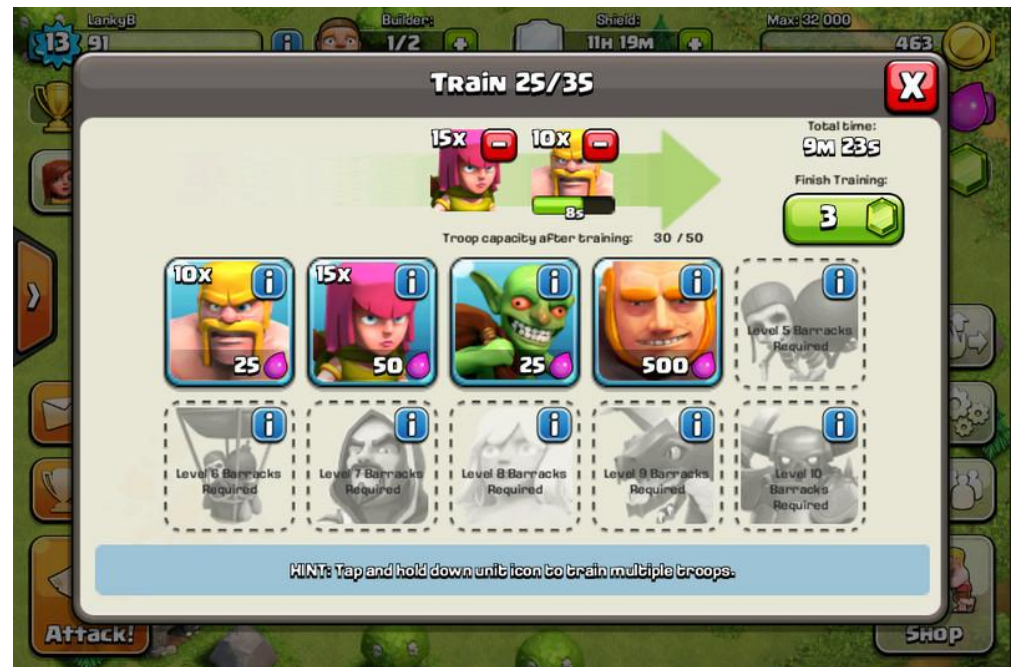 LankyB
Builder:
Shield:
Max: 32 000
13
91
i
1/2
+
11H 19M
+
463
Train 25/35
X
15x
10x
Total time:
9M 23S
Finish Training:
8s
3
Troop capacity after training: 30 / 50
10x
i
15x
i
i
i
i
Level 5 Barracks
Required
25
50
25
500
i
i
i
i
i
Level 6 Barracks
Required
Level 7 Barracks
Required
Level 8 Barracks
Required
Level 9 Barracks
Required
Level 10
Barracks
Required
HINT: Tap and hold down unit icon to train multiple troops.
Attack!
Shop